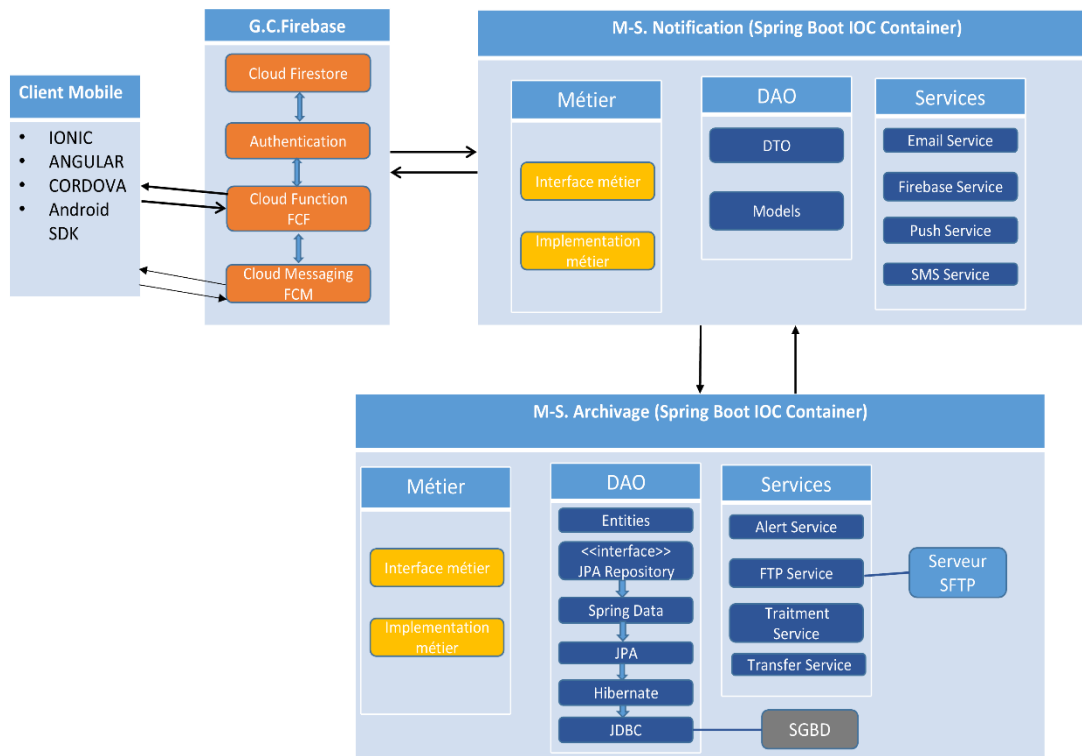 G.C.Firebase
Cloud Firestore
Authentication
Cloud Function
FCF
Cloud Messaging
FCM
Client Mobile
• IONIC
• ANGULAR
• CORDOVA
• Android
SDK
M-S. Notification (Spring Boot IOC Container)
Métier
Interface métier
Implementation
métier
DAO
DTO
Models
Services
Email Service
Firebase Service
Push Service
SMS Service
M-S. Archivage (Spring Boot IOC Container)
Métier
Interface métier
Implementation
métier
DAO
Entities
<<interface>>
JPA Repository
Spring Data
JPA
Hibernate
JDBC
Services
Alert Service
FTP Service
Traitment
Service
Transfer Service
Serveur
SFTP
SGBD